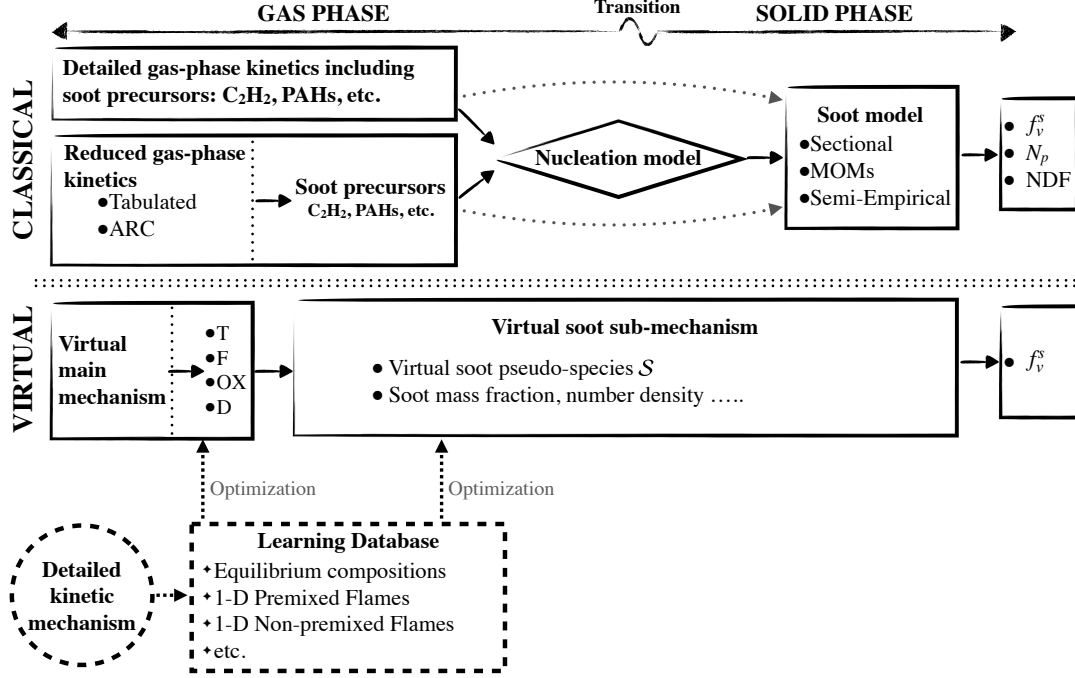 GAS PHASE
Transition
SOLID PHASE
CLASSICAL
Detailed gas-phase kinetics including
soot precursors: C₂H₂, PAHs, etc.
Reduced gas-phase
kinetics
●Tabulated
●ARC
Soot precursors
C₂H₂, PAHs, etc.
Nucleation model
Soot model
●Sectional
●MOMs
●Semi-Empirical
● fᵥˢ
● Nₚ
● NDF
VIRTUAL
Virtual
main
mechanism
●T
●F
●OX
●D
Virtual soot sub-mechanism
● Virtual soot pseudo-species 𝒮
● Soot mass fraction, number density …..
● fᵥˢ
Optimization
Optimization
Detailed
kinetic
mechanism
Learning Database
✦Equilibrium compositions
✦1-D Premixed Flames
✦1-D Non-premixed Flames
✦etc.